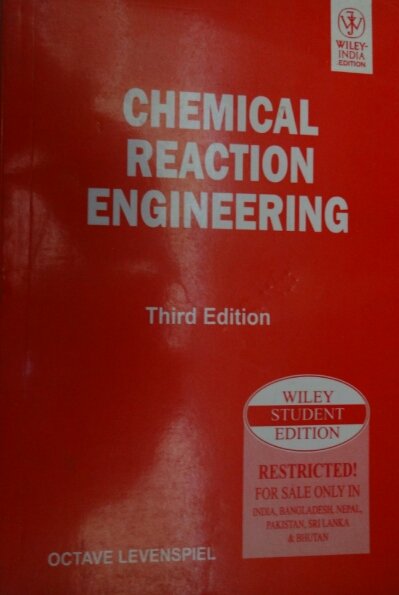 WILEY-
INDIA
EDITION
CHEMICAL
REACTION
ENGINEERING
Third Edition
WILEY
STUDENT
EDITION
RESTRICTED!
FOR SALE ONLY IN
INDIA, BANGLADESH, NEPAL,
PAKISTAN, SRI LANKA
& BHUTAN
OCTAVE LEVENSPIEL